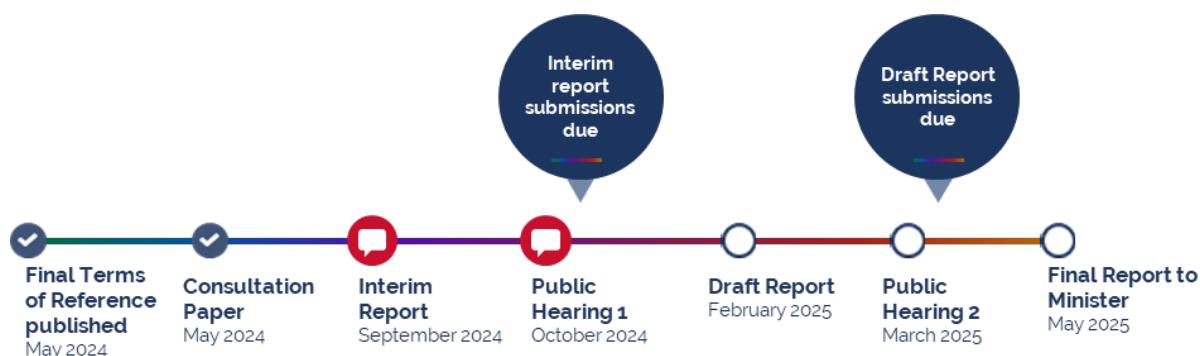 Interim
report
submissions
due
Draft Report
submissions
due
Final Terms
of Reference
published
May 2024
Consultation
Paper
May 2024
Interim
Report
September 2024
Public
Hearing 1
October 2024
Draft Report
February 2025
Public
Hearing 2
March 2025
Final Report to
Minister
May 2025